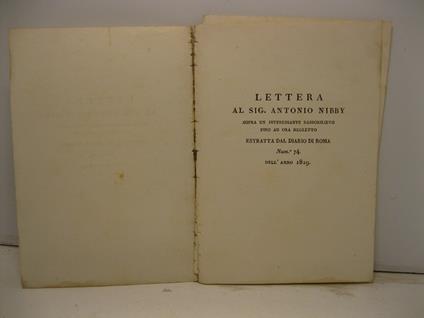 LETTERA
AL SIG. ANTONIO NIBBY
SOPRA UN INTERESSANTE BASSORILIEVO
FINO AD ORA NEGLETTO
ESTRATTA DAL DIARIO DI ROMA
Num.° 74.
DELL' ANNO 1829.